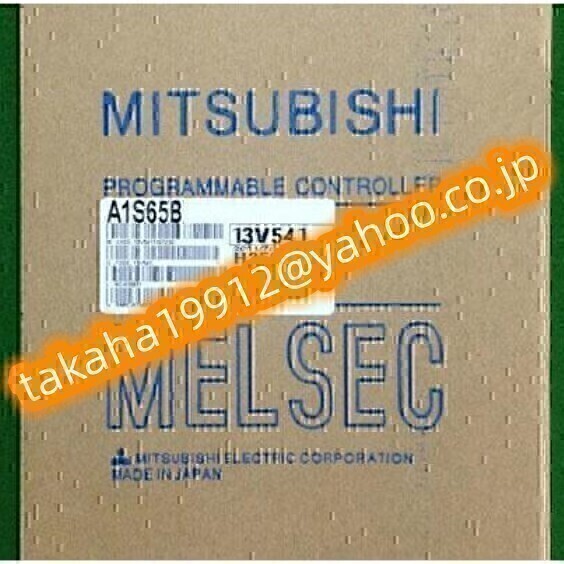 MITSUBISHI
PROGRAMMABLE CONTROLLER
A1S65B
13V541
takaha19912@yahoo.co.jp
MELSEC
MITSUBISHI ELECTRIC CORPORATION
MADE IN JAPAN